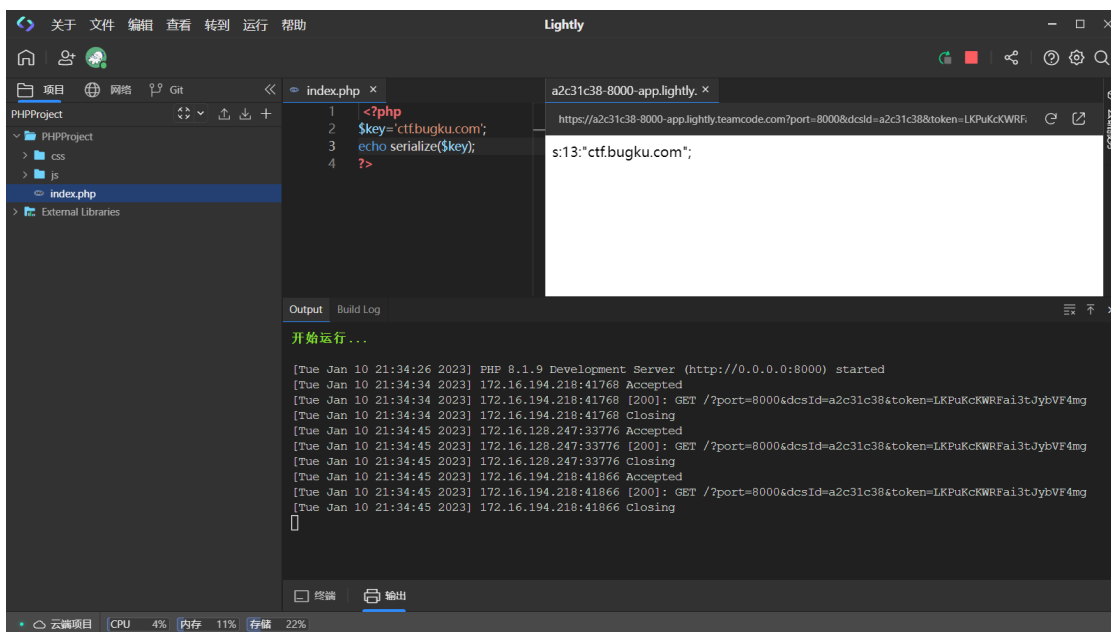 关于 文件 编辑 查看 转到 运行 帮助 Lightly
项目 网络 Git index.php × a2c31c38-8000-app.lightly. ×
PHPProject
https://a2c31c38-8000-app.lightly.teamcode.com?port=8000&dcsId=a2c31c38&token=LKPuKcKWRFa
PHPProject
css
js
index.php
External Libraries
1 <?php
2 $key='ctf.bugku.com';
3 echo serialize($key);
4 ?>
s:13:"ctf.bugku.com";
Output Build Log
开始运行...
[Tue Jan 10 21:34:26 2023] PHP 8.1.9 Development Server (http://0.0.0.0:8000) started
[Tue Jan 10 21:34:34 2023] 172.16.194.218:41768 Accepted
[Tue Jan 10 21:34:34 2023] 172.16.194.218:41768 [200]: GET /?port=8000&dcsId=a2c31c38&token=LKPuKcKWRFai3tJybVF4mg
[Tue Jan 10 21:34:34 2023] 172.16.194.218:41768 Closing
[Tue Jan 10 21:34:45 2023] 172.16.128.247:33776 Accepted
[Tue Jan 10 21:34:45 2023] 172.16.128.247:33776 [200]: GET /?port=8000&dcsId=a2c31c38&token=LKPuKcKWRFai3tJybVF4mg
[Tue Jan 10 21:34:45 2023] 172.16.128.247:33776 Closing
[Tue Jan 10 21:34:45 2023] 172.16.194.218:41866 Accepted
[Tue Jan 10 21:34:45 2023] 172.16.194.218:41866 [200]: GET /?port=8000&dcsId=a2c31c38&token=LKPuKcKWRFai3tJybVF4mg
[Tue Jan 10 21:34:45 2023] 172.16.194.218:41866 Closing
终端 输出
云端项目 CPU 4% 内存 11% 存储 22%